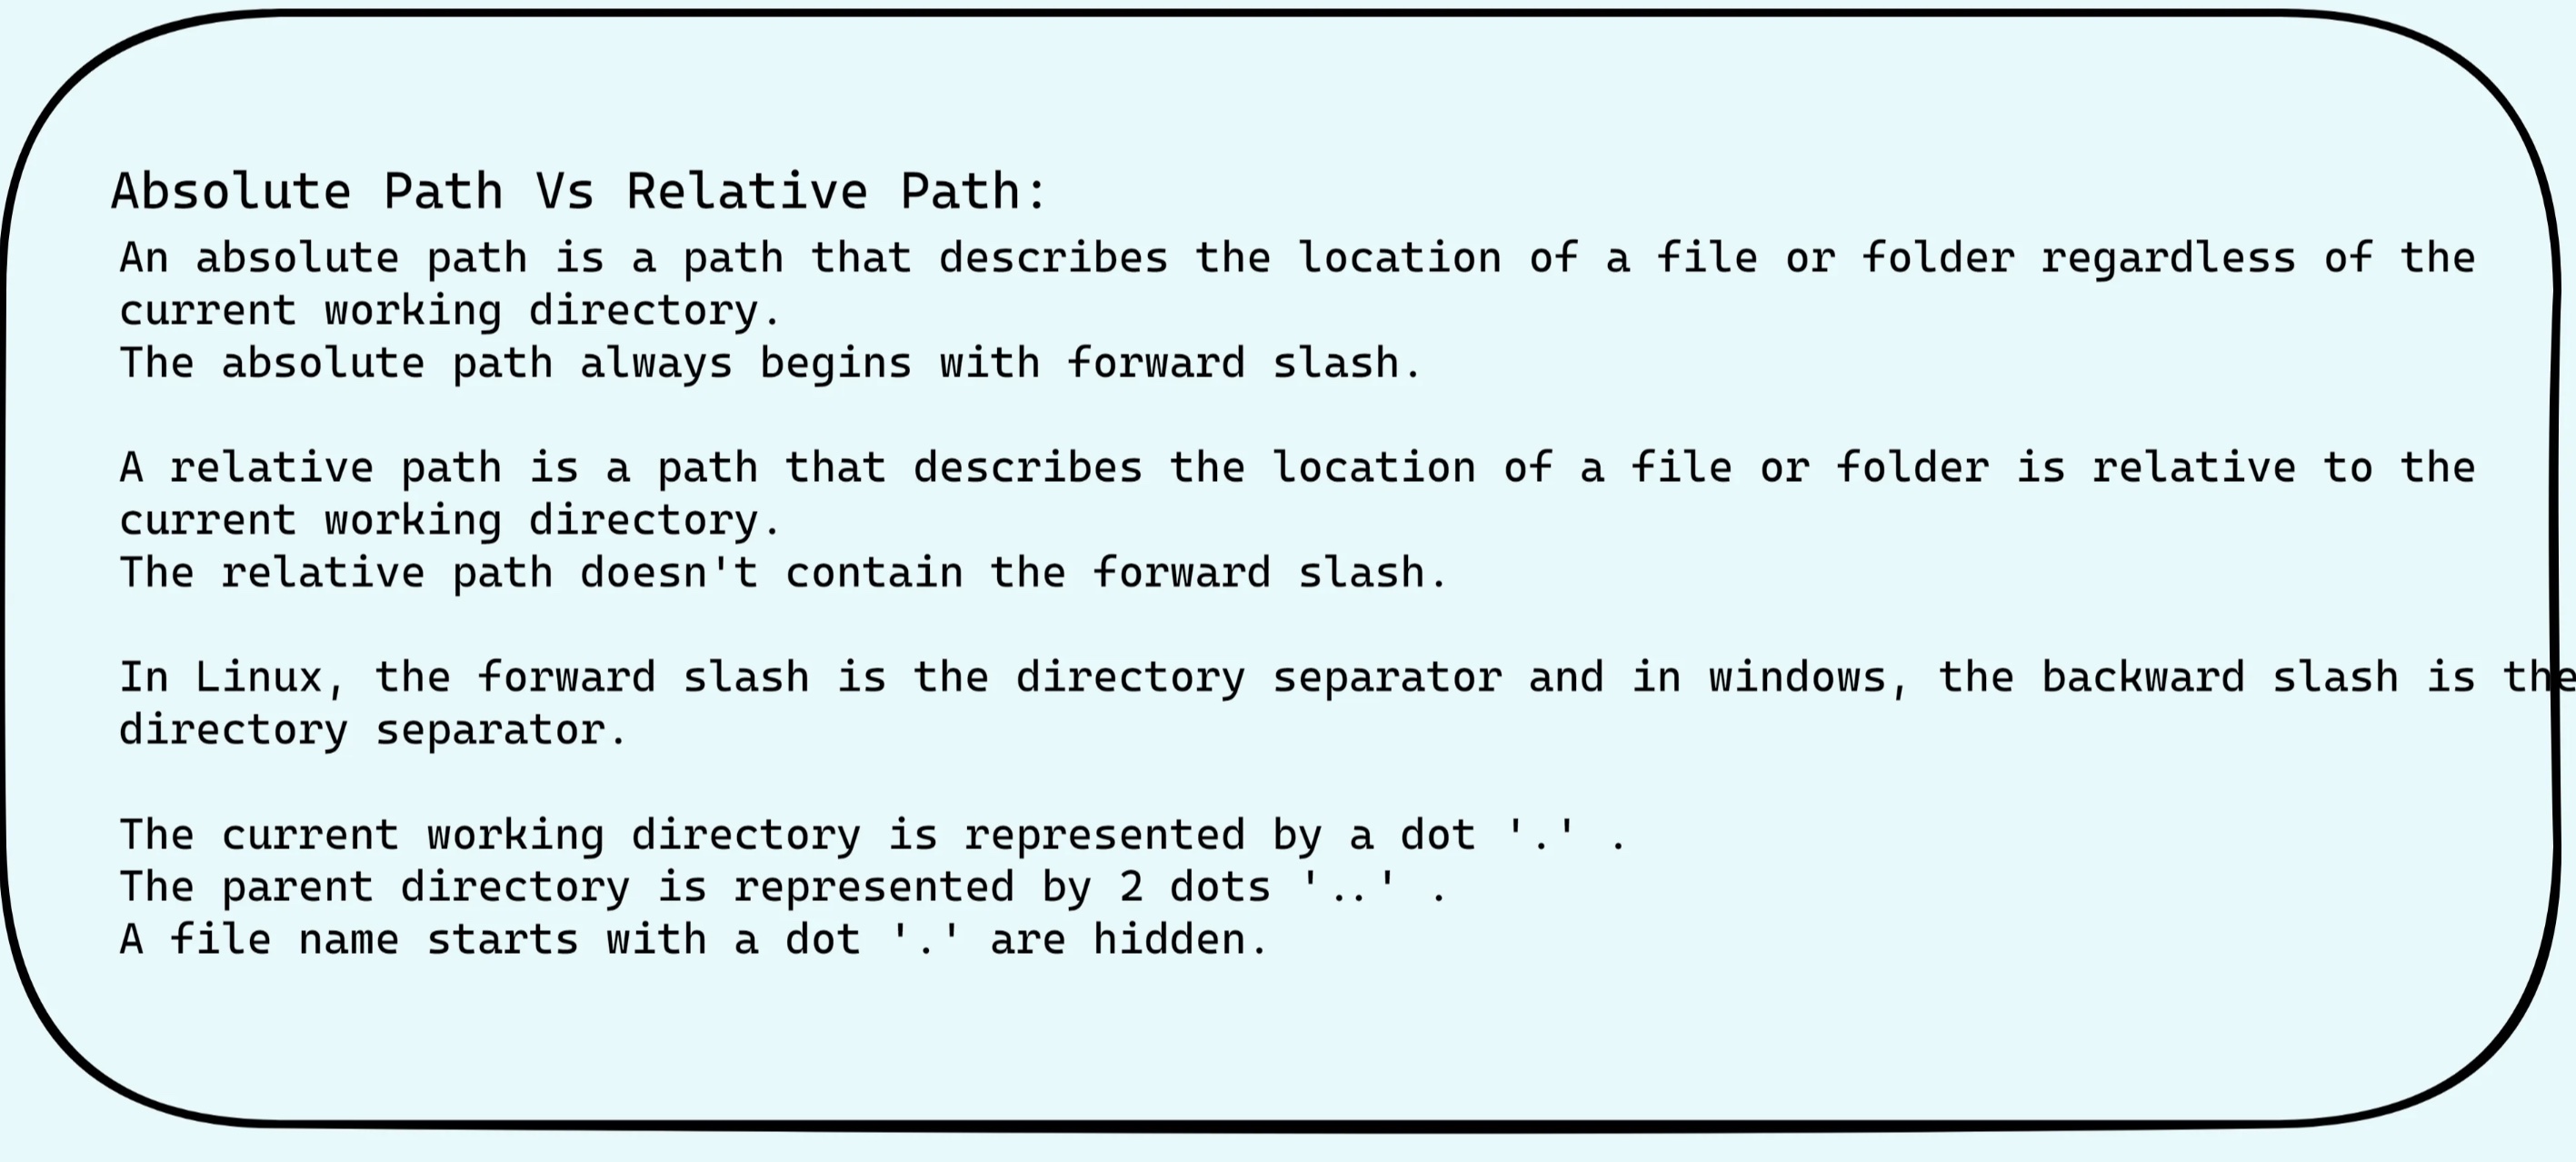 Absolute Path Vs Relative Path:
An absolute path is a path that describes the location of a file or folder regardless of the
current working directory.
The absolute path always begins with forward slash.
A relative path is a path that describes the location of a file or folder is relative to the
current working directory.
The relative path doesn't contain the forward slash.
In Linux, the forward slash is the directory separator and in windows, the backward slash is the
directory separator.
The current working directory is represented by a dot '.' .
The parent directory is represented by 2 dots '..' .
A file name starts with a dot '.' are hidden.